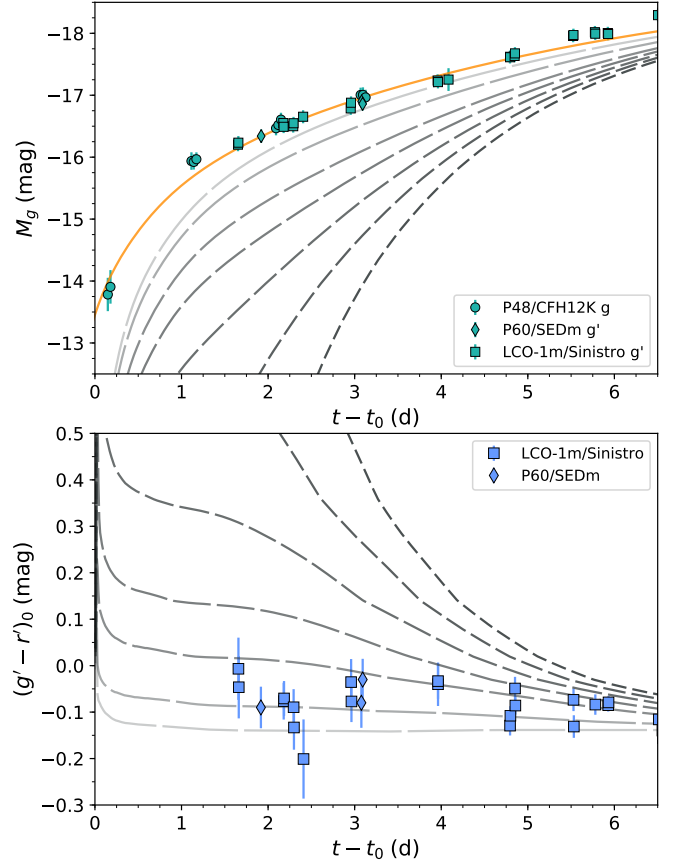 -18
-17
-16
-15
-14
-13
M_g (mag)
P48/CFH12K g
P60/SEDm g'
LCO-1m/Sinistro g'
0 1 2 3 4 5 6
t − t_0 (d)
0.5
0.4
0.3
0.2
0.1
0.0
−0.1
−0.2
−0.3
(g′ − r′)_0 (mag)
LCO-1m/Sinistro
P60/SEDm
0 1 2 3 4 5 6
t − t_0 (d)